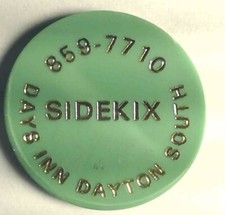 859-7710
SIDEKIX
DAYS INN DAYTON SOUTH